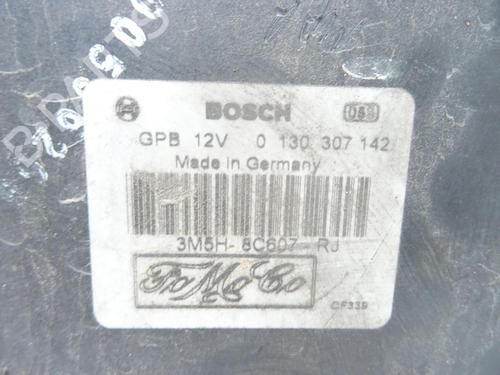 BOSCH
GPB 12V 0 130 307 142
Made in Germany
3M5H-8C607-RJ
FoMoCo
CF339